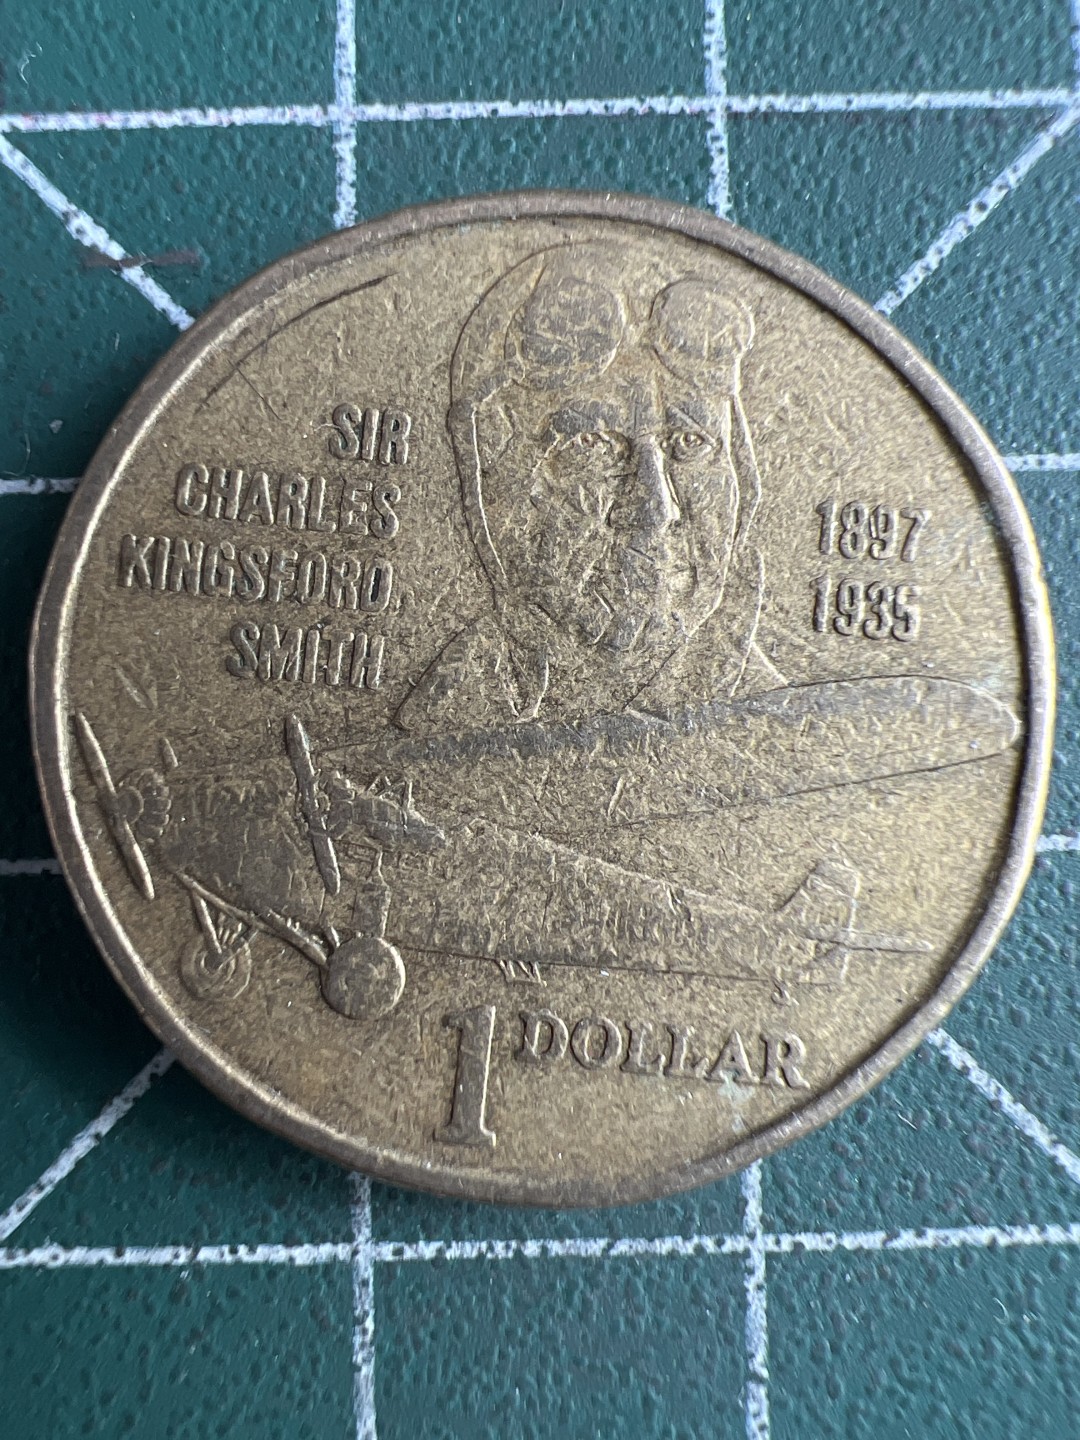 SIR
CHARLES
KINGSFORD
SMITH
1897
1935
1 DOLLAR